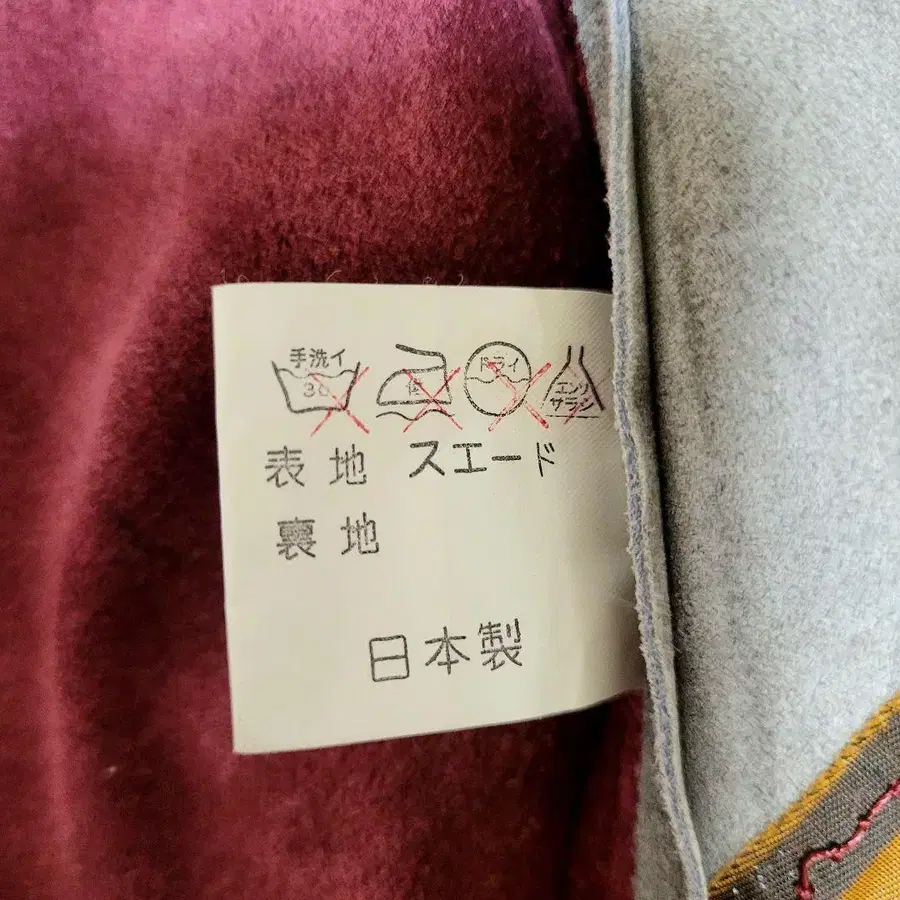 手洗イ 30 低 ドライ エンソサラシ
表地 スエード
裏地
日本製